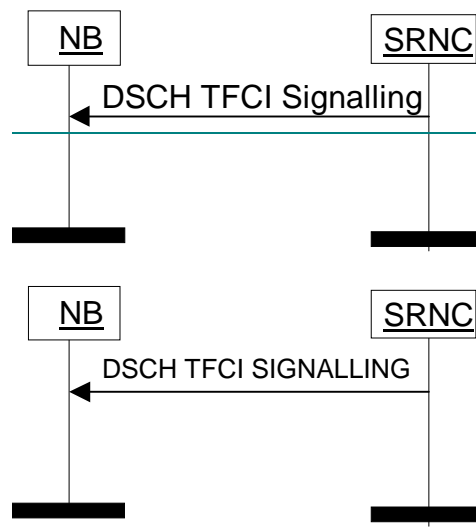 NB SRNC
DSCH TFCI Signalling
NB SRNC
DSCH TFCI SIGNALLING